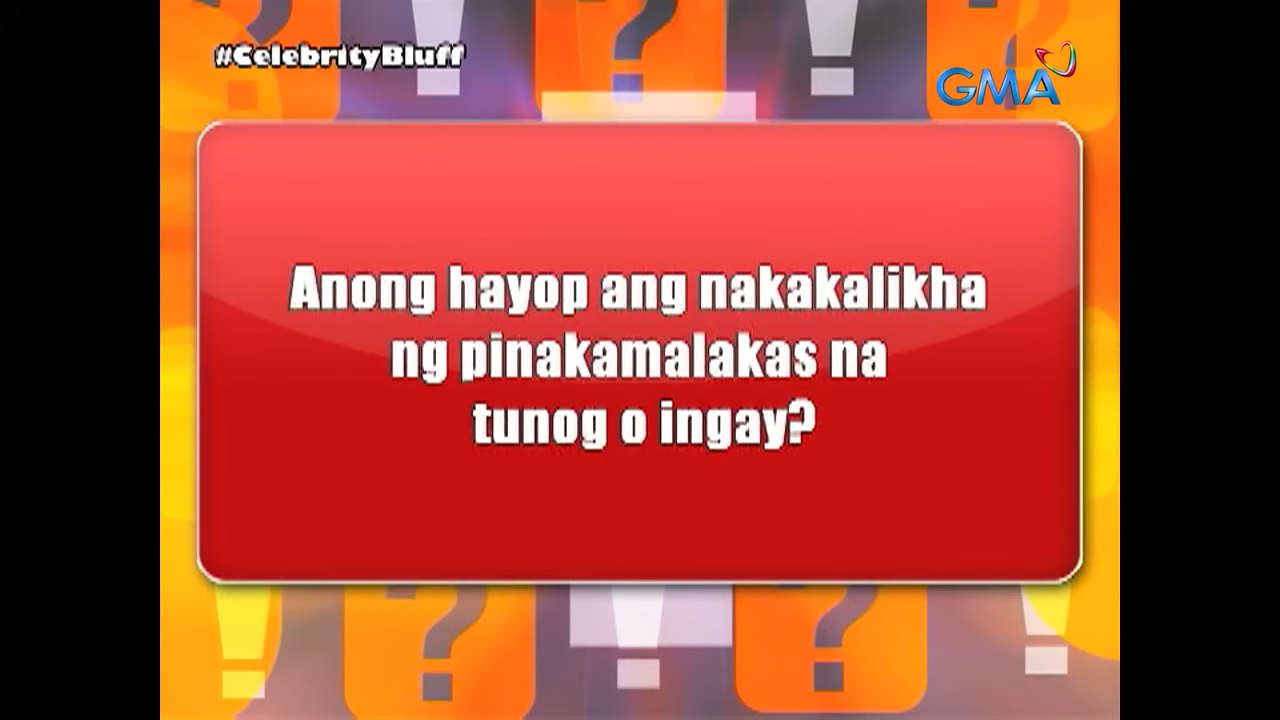 #CelebrityBluff
GMA
Anong hayop ang nakakalikha
ng pinakamalakas na
tunog o ingay?